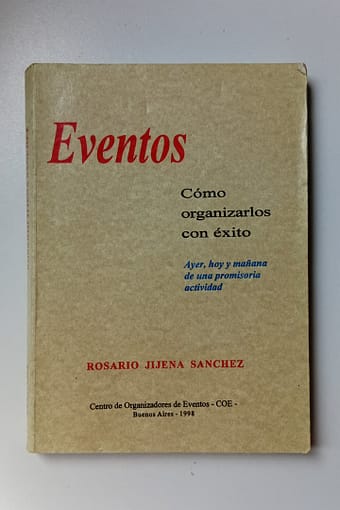 Eventos
Cómo
organizarlos
con éxito
Ayer, hoy y mañana
de una promisoria
actividad
ROSARIO JIJENA SANCHEZ
Centro de Organizadores de Eventos - COE -
Buenos Aires - 1998